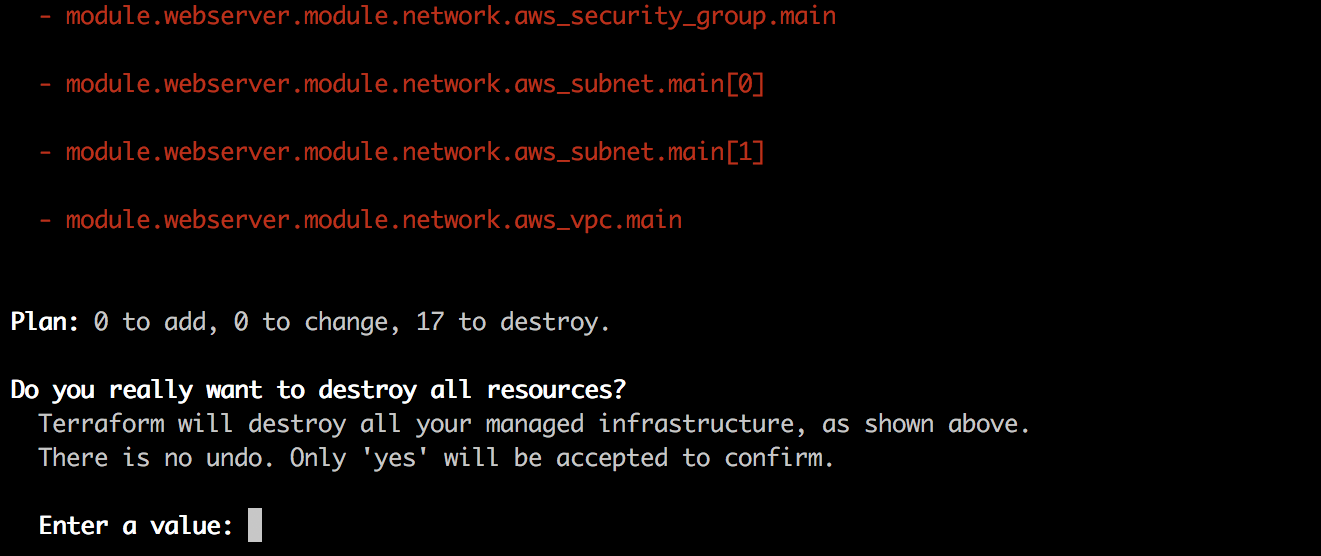 - module.webserver.module.network.aws_security_group.main
- module.webserver.module.network.aws_subnet.main[0]
- module.webserver.module.network.aws_subnet.main[1]
- module.webserver.module.network.aws_vpc.main
Plan: 0 to add, 0 to change, 17 to destroy.
Do you really want to destroy all resources?
Terraform will destroy all your managed infrastructure, as shown above.
There is no undo. Only 'yes' will be accepted to confirm.
Enter a value: